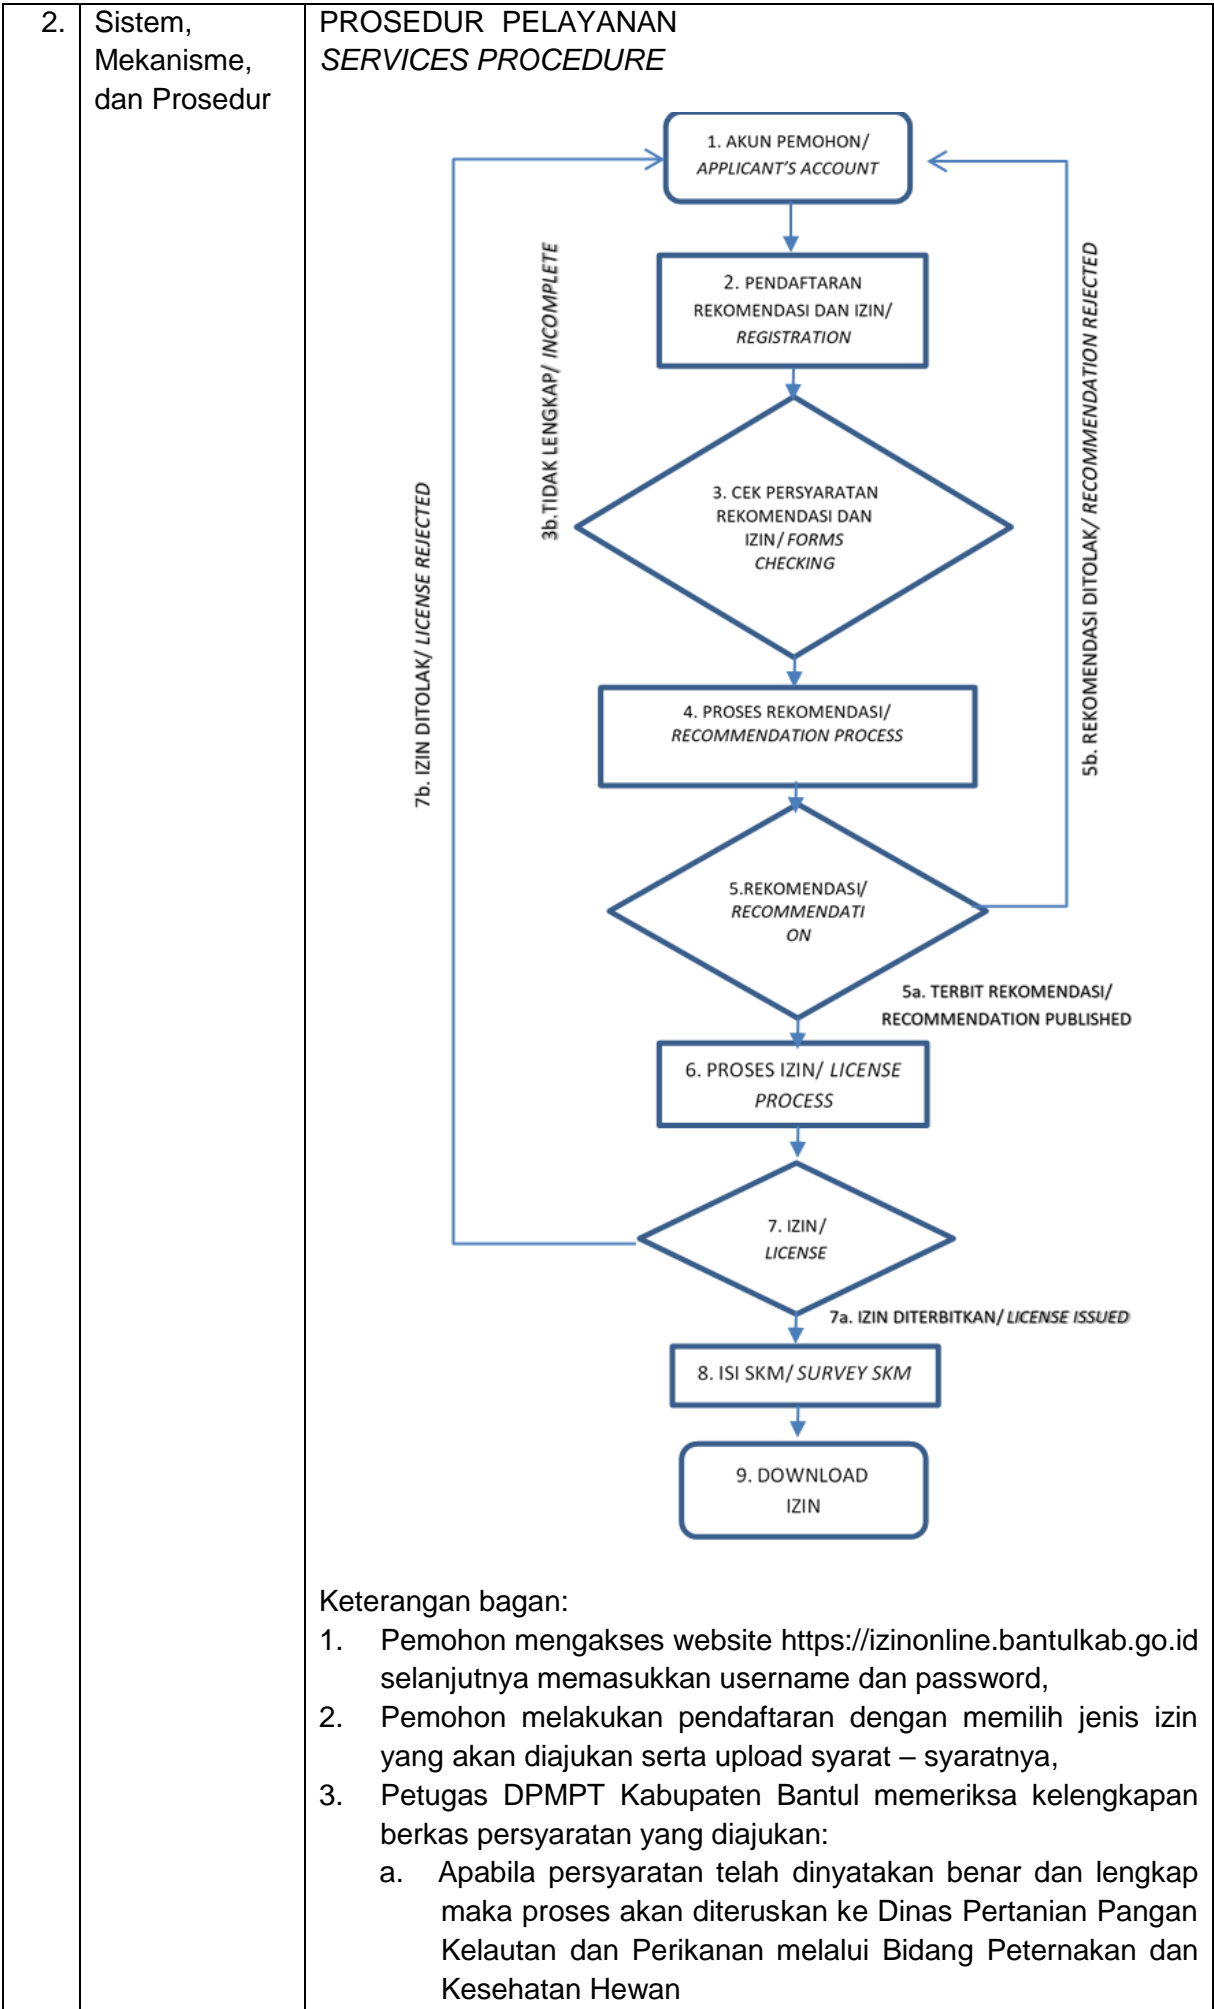 2.
Sistem,
Mekanisme,
dan Prosedur
PROSEDUR PELAYANAN
SERVICES PROCEDURE
1. AKUN PEMOHON/
APPLICANT'S ACCOUNT
2. PENDAFTARAN
REKOMENDASI DAN IZIN/
REGISTRATION
3b.TIDAK LENGKAP/ INCOMPLETE
3. CEK PERSYARATAN
REKOMENDASI DAN
IZIN/ FORMS
CHECKING
5b. REKOMENDASI DITOLAK/ RECOMMENDATION REJECTED
7b. IZIN DITOLAK/ LICENSE REJECTED
4. PROSES REKOMENDASI/
RECOMMENDATION PROCESS
5.REKOMENDASI/
RECOMMENDATI
ON
5a. TERBIT REKOMENDASI/
RECOMMENDATION PUBLISHED
6. PROSES IZIN/ LICENSE
PROCESS
7. IZIN/
LICENSE
7a. IZIN DITERBITKAN/ LICENSE ISSUED
8. ISI SKM/ SURVEY SKM
9. DOWNLOAD
IZIN
Keterangan bagan:
1. Pemohon mengakses website https://izinonline.bantulkab.go.id
selanjutnya memasukkan username dan password,
2. Pemohon melakukan pendaftaran dengan memilih jenis izin
yang akan diajukan serta upload syarat – syaratnya,
3. Petugas DPMPT Kabupaten Bantul memeriksa kelengkapan
berkas persyaratan yang diajukan:
a. Apabila persyaratan telah dinyatakan benar dan lengkap
maka proses akan diteruskan ke Dinas Pertanian Pangan
Kelautan dan Perikanan melalui Bidang Peternakan dan
Kesehatan Hewan